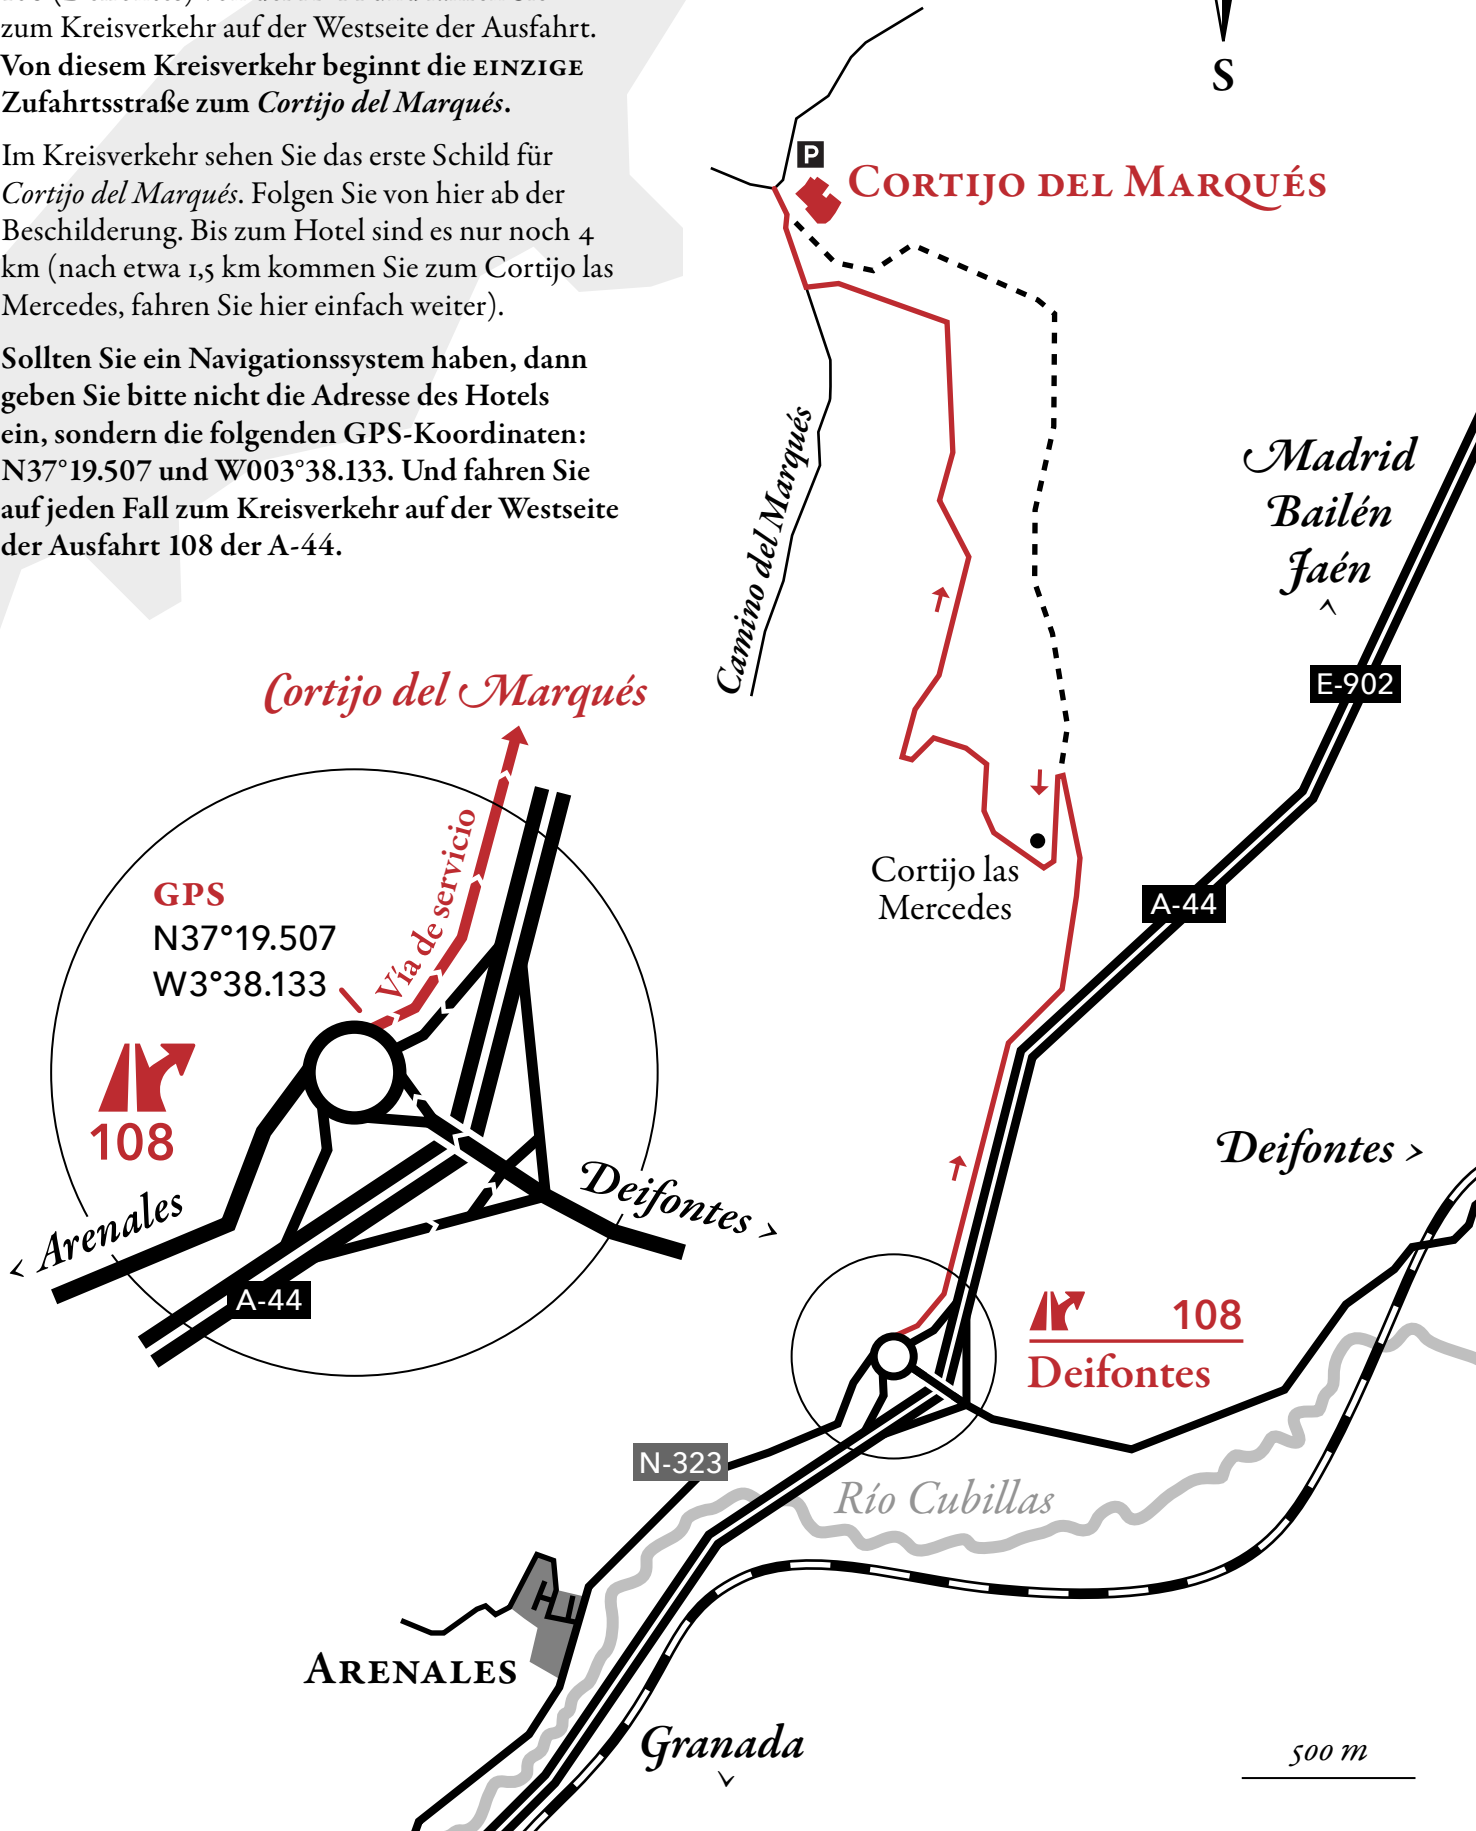 zum Kreisverkehr auf der Westseite der Ausfahrt.
Von diesem Kreisverkehr beginnt die EINZIGE
Zufahrtsstraße zum Cortijo del Marqués.
Im Kreisverkehr sehen Sie das erste Schild für
Cortijo del Marqués. Folgen Sie von hier ab der
Beschilderung. Bis zum Hotel sind es nur noch 4
km (nach etwa 1,5 km kommen Sie zum Cortijo las
Mercedes, fahren Sie hier einfach weiter).
Sollten Sie ein Navigationssystem haben, dann
geben Sie bitte nicht die Adresse des Hotels
ein, sondern die folgenden GPS-Koordinaten:
N37°19.507 und W003°38.133. Und fahren Sie
auf jeden Fall zum Kreisverkehr auf der Westseite
der Ausfahrt 108 der A-44.
S
P
CORTIJO DEL MARQUÉS
Camino del Marqués
Madrid
Bailén
Jaén
E-902
A-44
Cortijo las
Mercedes
Cortijo del Marqués
Vía de servicio
GPS
N37°19.507
W3°38.133
108
< Arenales
A-44
Deifontes >
Deifontes >
108
Deifontes
N-323
Río Cubillas
ARENALES
Granada
500 m